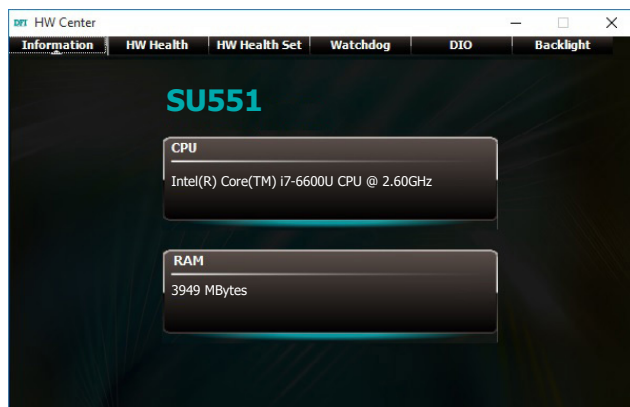 DFI HW Center
Information HW Health HW Health Set Watchdog DIO Backlight
SU551
CPU
Intel(R) Core(TM) i7-6600U CPU @ 2.60GHz
RAM
3949 MBytes